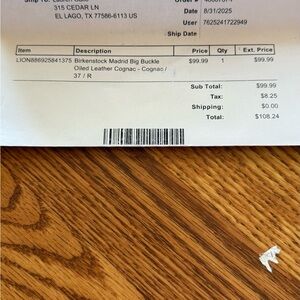 315 CEDAR LN
EL LAGO, TX 77586-6113 US
Date 8/31/2025
User 7625241722949
Ship Date
Item Description Price Qty Ext. Price
LION886925841375 Birkenstock Madrid Big Buckle $99.99 1 $99.99
Oiled Leather Cognac - Cognac /
37 / R
Sub Total: $99.99
Tax: $8.25
Shipping: $0.00
Total: $108.24